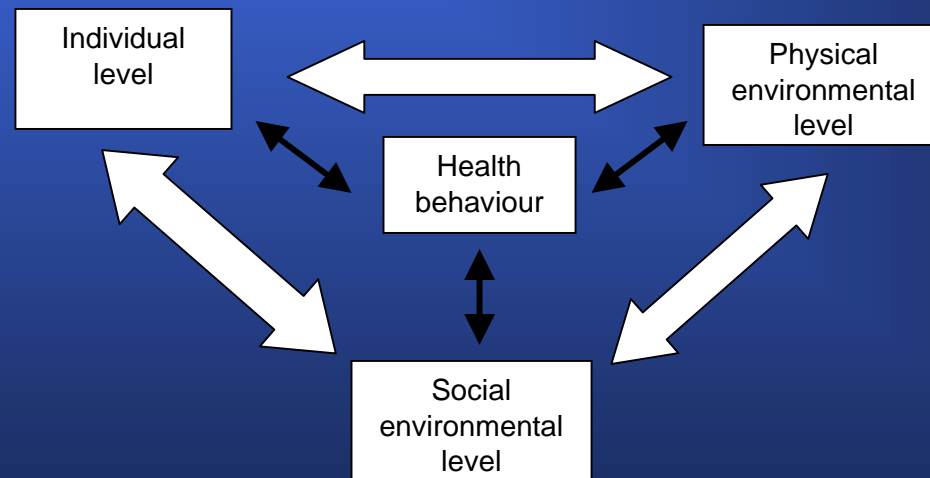 Individual
level
Physical
environmental
level
Health
behaviour
Social
environmental
level